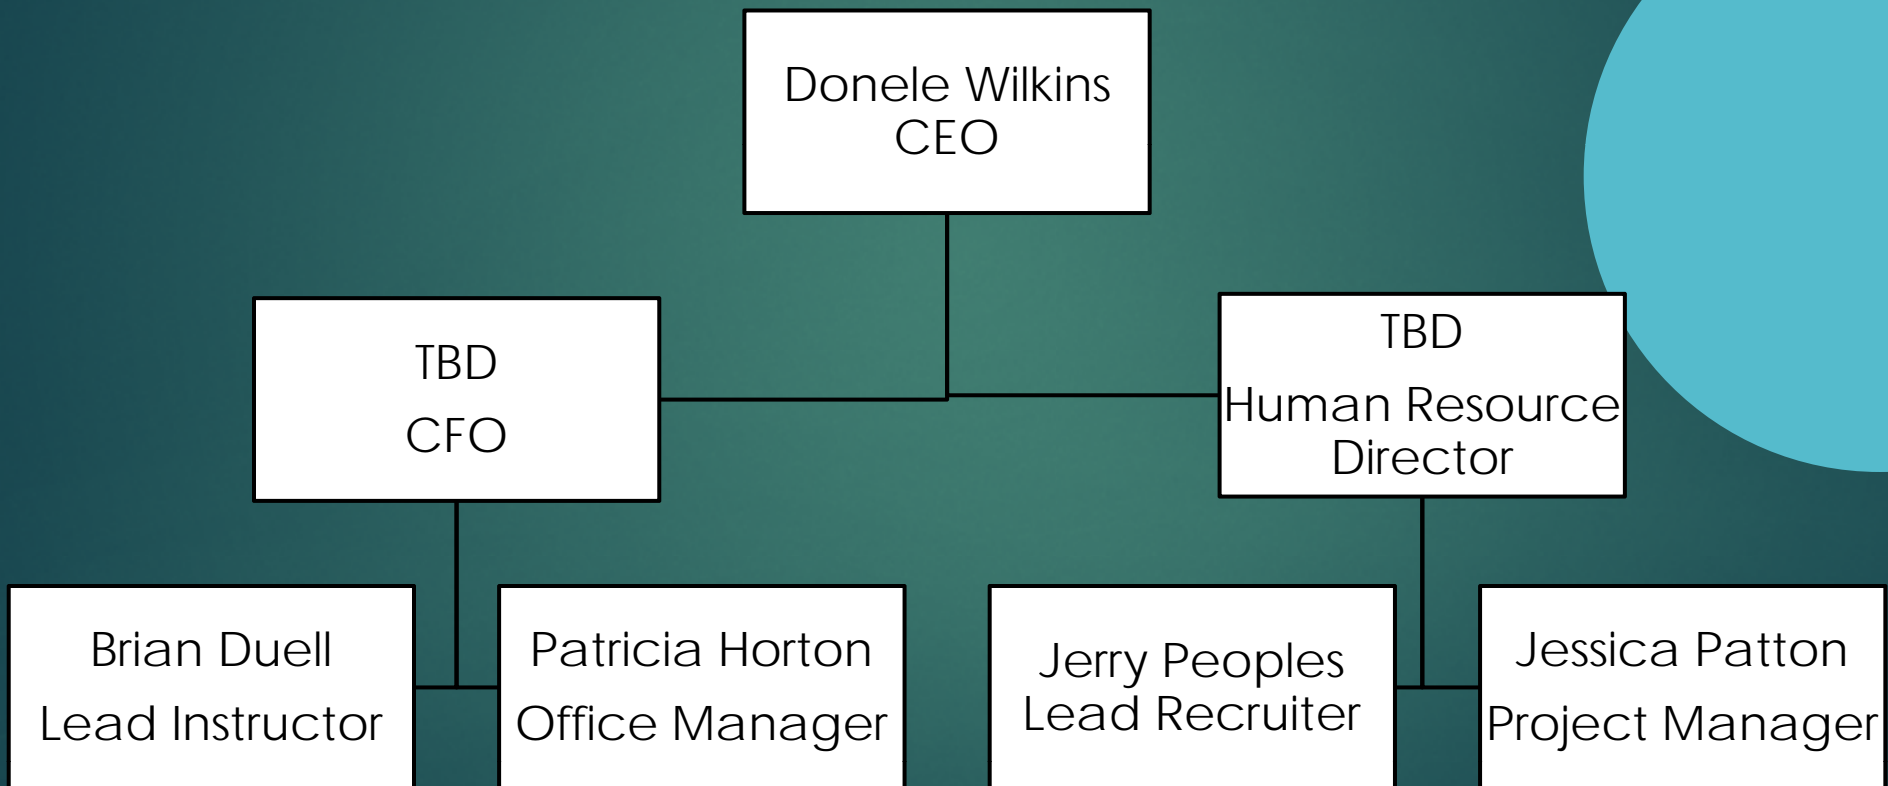 Donele Wilkins
CEO
TBD
CFO
TBD
Human Resource
Director
Brian Duell
Lead Instructor
Patricia Horton
Office Manager
Jerry Peoples
Lead Recruiter
Jessica Patton
Project Manager